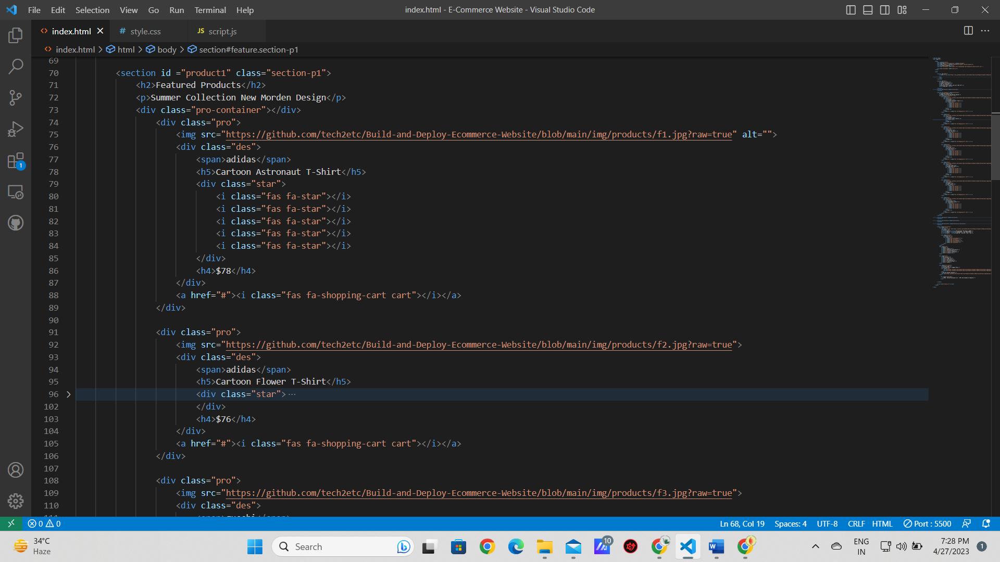 File Edit Selection View Go Run Terminal Help
index.html - E-Commerce Website - Visual Studio Code
<> index.html # style.css JS script.js
<> index.html > html > body > section#feature.section-p1
69
70 <section id ="product1" class="section-p1">
71 <h2>Featured Products</h2>
72 <p>Summer Collection New Morden Design</p>
73 <div class="pro-container"></div>
74 <div class="pro">
75 <img src="https://github.com/tech2etc/Build-and-Deploy-Ecommerce-Website/blob/main/img/products/f1.jpg?raw=true" alt="">
76 <div class="des">
77 <span>adidas</span>
78 <h5>Cartoon Astronaut T-Shirt</h5>
79 <div class="star">
80 <i class="fas fa-star"></i>
81 <i class="fas fa-star"></i>
82 <i class="fas fa-star"></i>
83 <i class="fas fa-star"></i>
84 <i class="fas fa-star"></i>
85 </div>
86 <h4>$78</h4>
87 </div>
88 <a href="#"><i class="fas fa-shopping-cart cart"></i></a>
89 </div>
90
91 <div class="pro">
92 <img src="https://github.com/tech2etc/Build-and-Deploy-Ecommerce-Website/blob/main/img/products/f2.jpg?raw=true">
93 <div class="des">
94 <span>adidas</span>
95 <h5>Cartoon Flower T-Shirt</h5>
96 <div class="star">···
102 </div>
103 <h4>$76</h4>
104 </div>
105 <a href="#"><i class="fas fa-shopping-cart cart"></i></a>
106 </div>
107
108 <div class="pro">
109 <img src="https://github.com/tech2etc/Build-and-Deploy-Ecommerce-Website/blob/main/img/products/f3.jpg?raw=true">
110 <div class="des">
1
0 0
Ln 68, Col 19 Spaces: 4 UTF-8 CRLF HTML Port : 5500
34°C
Haze
Search
10
ENG
IN
7:28 PM
4/27/2023
1